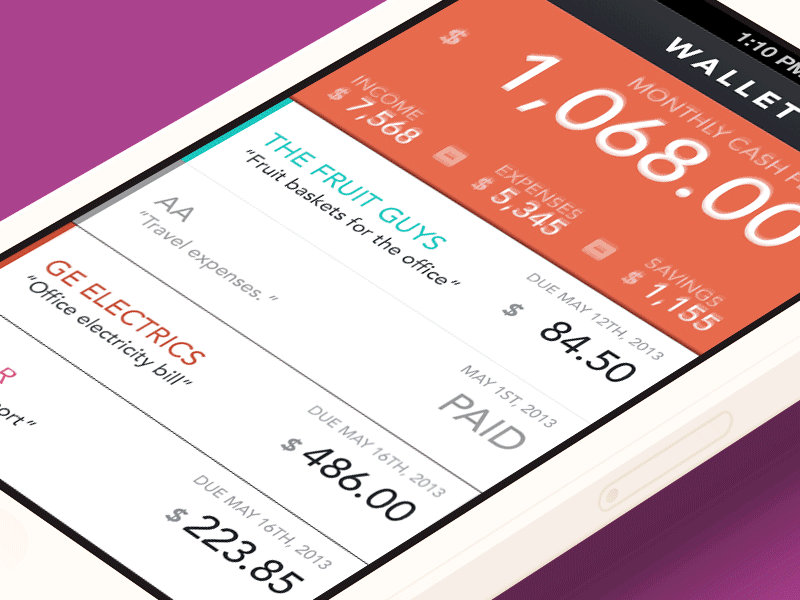 1:10 PM
WALLET
MONTHLY CASH
$ 1,068.00
INCOME
$ 7,568
EXPENSES
$ 5,345
SAVINGS
$ 1,155
THE FRUIT GUYS
“Fruit baskets for the office”
DUE MAY 12TH, 2013
$ 84.50
AA
“Travel expenses.”
MAY 1ST, 2013
PAID
GE ELECTRICS
“Office electricity bill”
DUE MAY 16TH, 2013
$ 486.00
R
ort”
DUE MAY 16TH, 2013
$ 223.85